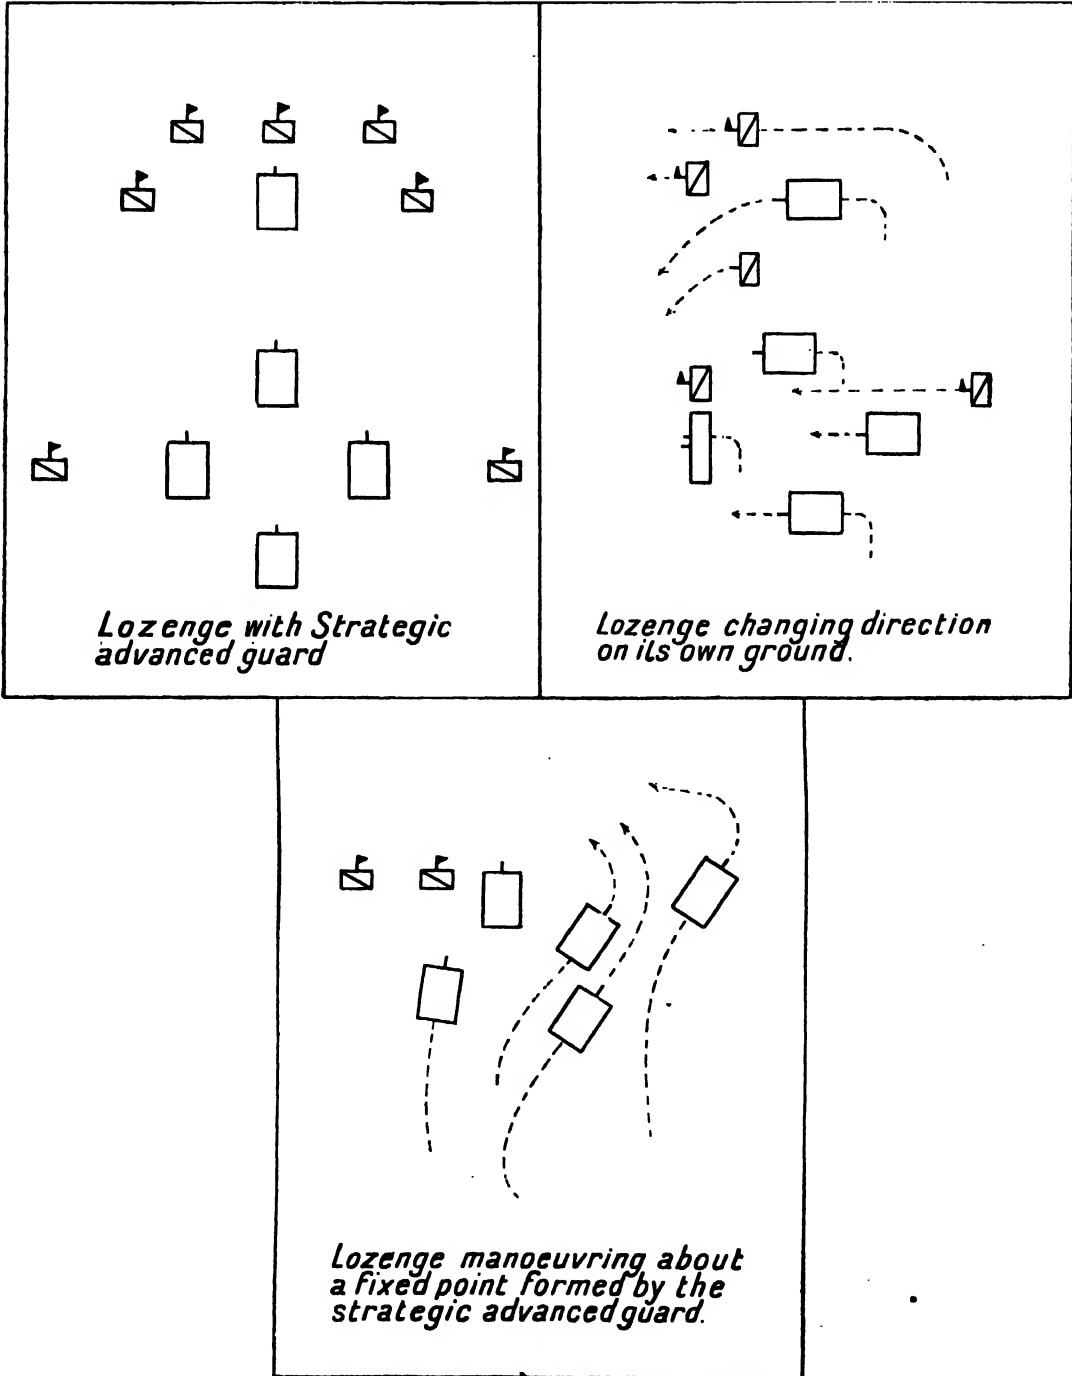 Lozenge with Strategic
advanced guard
Lozenge changing direction
on its own ground.
Lozenge manoeuvring about
a fixed point formed by the
strategic advanced guard.